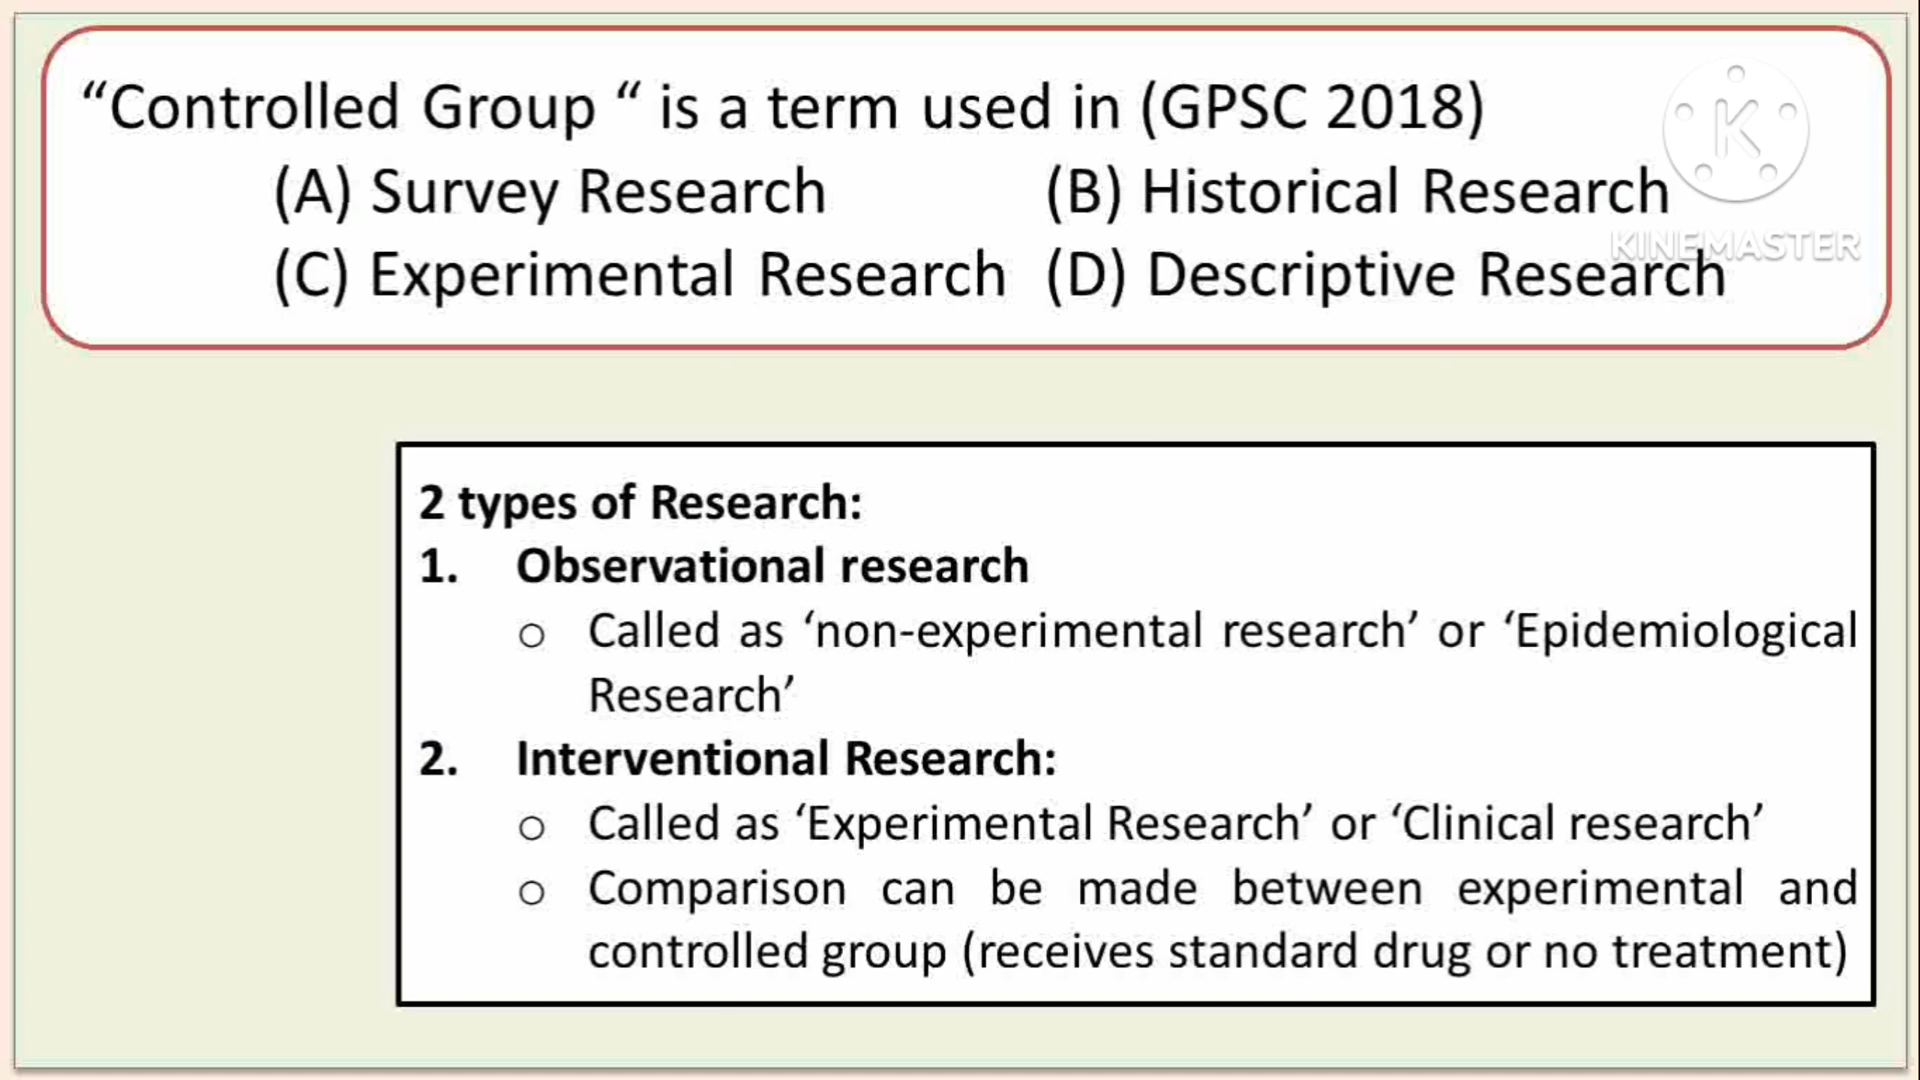 “Controlled Group “ is a term used in (GPSC 2018)
(A) Survey Research (B) Historical Research
(C) Experimental Research (D) Descriptive Research
K
KINEMASTER
2 types of Research:
1. Observational research
o Called as ‘non-experimental research’ or ‘Epidemiological
Research’
2. Interventional Research:
o Called as ‘Experimental Research’ or ‘Clinical research’
o Comparison can be made between experimental and
controlled group (receives standard drug or no treatment)